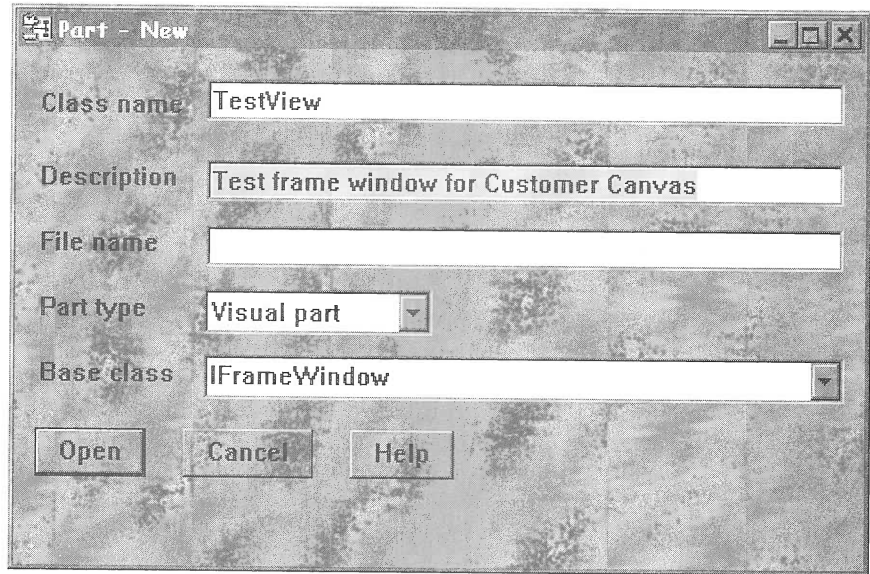 Part - New
Class name TestView
Description Test frame window for Customer Canvas
File name
Part type Visual part
Base class IFrameWindow
Open Cancel Help